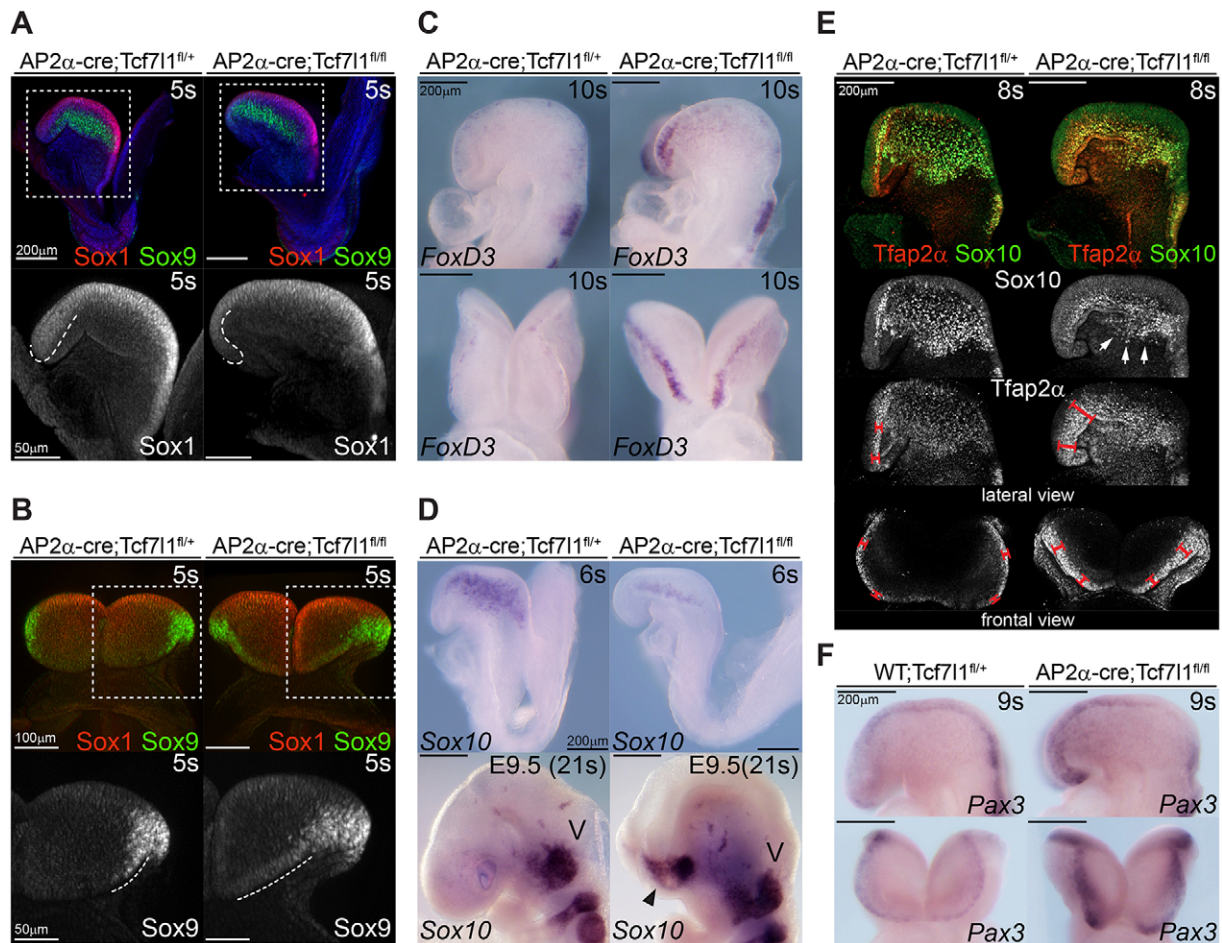 A
AP2α-cre;Tcf7l1fl/+ AP2α-cre;Tcf7l1fl/fl
5s 5s
200μm Sox1 Sox9 Sox1 Sox9
5s 5s
50μm Sox1 Sox1
B
AP2α-cre;Tcf7l1fl/+ AP2α-cre;Tcf7l1fl/fl
5s 5s
100μm Sox1 Sox9 Sox1 Sox9
5s 5s
50μm Sox9 Sox9
C
AP2α-cre;Tcf7l1fl/+ AP2α-cre;Tcf7l1fl/fl
200μm 10s 10s
FoxD3 FoxD3
10s 10s
FoxD3 FoxD3
D
AP2α-cre;Tcf7l1fl/+ AP2α-cre;Tcf7l1fl/fl
6s 6s
Sox10 200μm Sox10
E9.5 (21s) E9.5(21s)
V V
Sox10 Sox10
E
AP2α-cre;Tcf7l1fl/+ AP2α-cre;Tcf7l1fl/fl
200μm 8s 8s
Tfap2α Sox10 Tfap2α Sox10
Sox10
Tfap2α
lateral view
frontal view
F
WT;Tcf7l1fl/+ AP2α-cre;Tcf7l1fl/fl
200μm 9s 9s
Pax3 Pax3
Pax3 Pax3